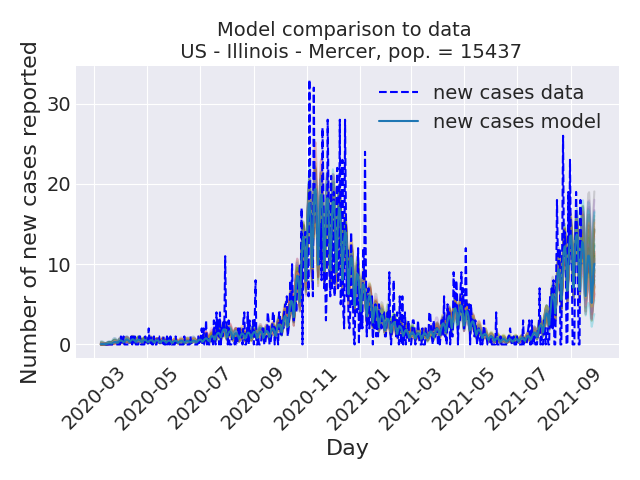 Model comparison to data
US - Illinois - Mercer, pop. = 15437
Number of new cases reported
30
20
10
0
new cases data
new cases model
2020-03
2020-05
2020-07
2020-09
2020-11
2021-01
2021-03
2021-05
2021-07
2021-09
Day